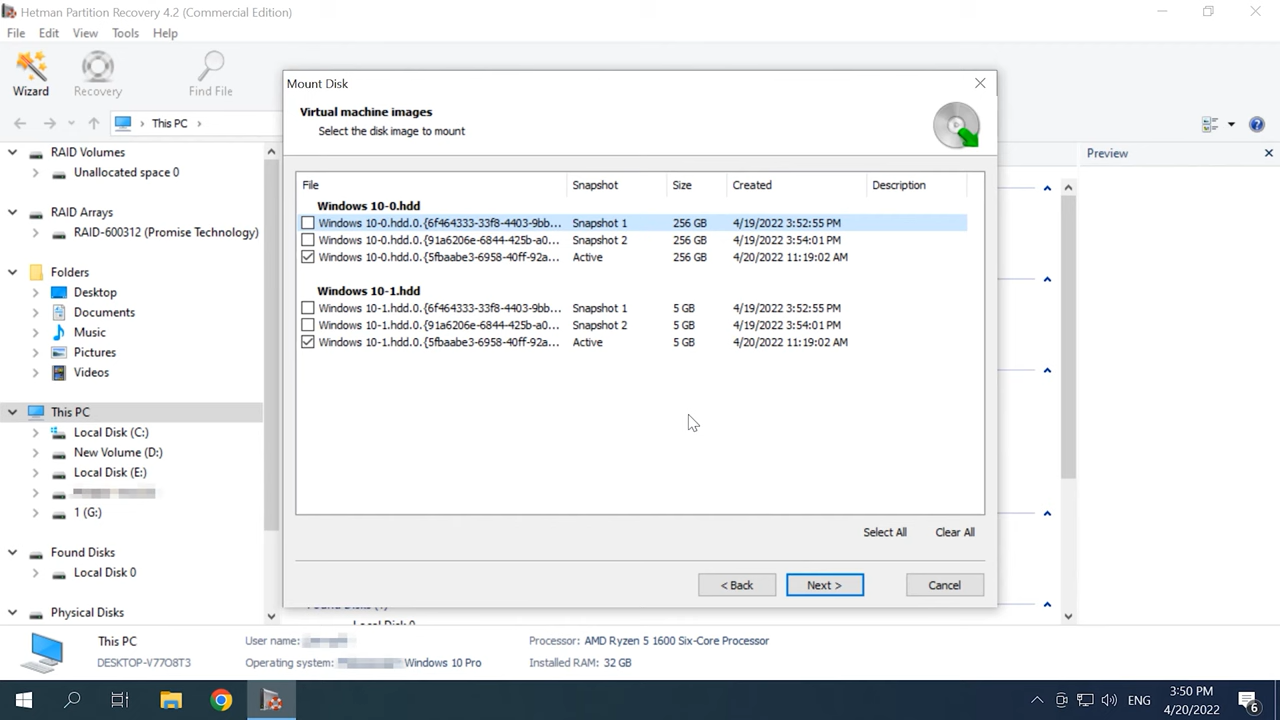 Hetman Partition Recovery 4.2 (Commercial Edition)
File Edit View Tools Help
Wizard Recovery Find File
This PC
RAID Volumes
Unallocated space 0
RAID Arrays
RAID-600312 (Promise Technology)
Folders
Desktop
Documents
Music
Pictures
Videos
This PC
Local Disk (C:)
New Volume (D:)
Local Disk (E:)
1 (G:)
Found Disks
Local Disk 0
Physical Disks
Mount Disk
Virtual machine images
Select the disk image to mount
File Snapshot Size Created Description
Windows 10-0.hdd
Windows 10-0.hdd.0.{6f464333-33f8-4403-9bb... Snapshot 1 256 GB 4/19/2022 3:52:55 PM
Windows 10-0.hdd.0.{91a6206e-6844-425b-a0... Snapshot 2 256 GB 4/19/2022 3:54:01 PM
Windows 10-0.hdd.0.{5fbaabe3-6958-40ff-92a... Active 256 GB 4/20/2022 11:19:02 AM
Windows 10-1.hdd
Windows 10-1.hdd.0.{6f464333-33f8-4403-9bb... Snapshot 1 5 GB 4/19/2022 3:52:55 PM
Windows 10-1.hdd.0.{91a6206e-6844-425b-a0... Snapshot 2 5 GB 4/19/2022 3:54:01 PM
Windows 10-1.hdd.0.{5fbaabe3-6958-40ff-92a... Active 5 GB 4/20/2022 11:19:02 AM
Select All Clear All
< Back Next > Cancel
Local Disk 0
Preview
This PC
DESKTOP-V77O8T3
User name:
Operating system: Windows 10 Pro
Processor: AMD Ryzen 5 1600 Six-Core Processor
Installed RAM: 32 GB
ENG
3:50 PM
4/20/2022
6